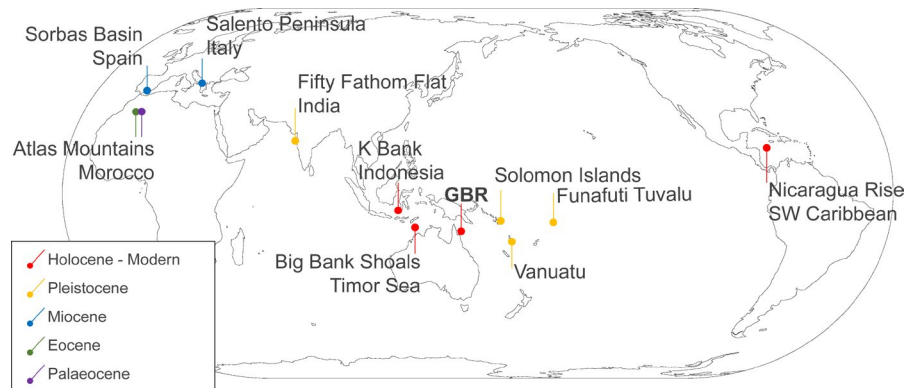 Salento Peninsula
Italy
Sorbas Basin
Spain
Fifty Fathom Flat
India
Atlas Mountains
Morocco
K Bank
Indonesia
GBR
Solomon Islands
Funafuti Tuvalu
Nicaragua Rise
SW Caribbean
Big Bank Shoals
Timor Sea
Vanuatu
Holocene - Modern
Pleistocene
Miocene
Eocene
Palaeocene